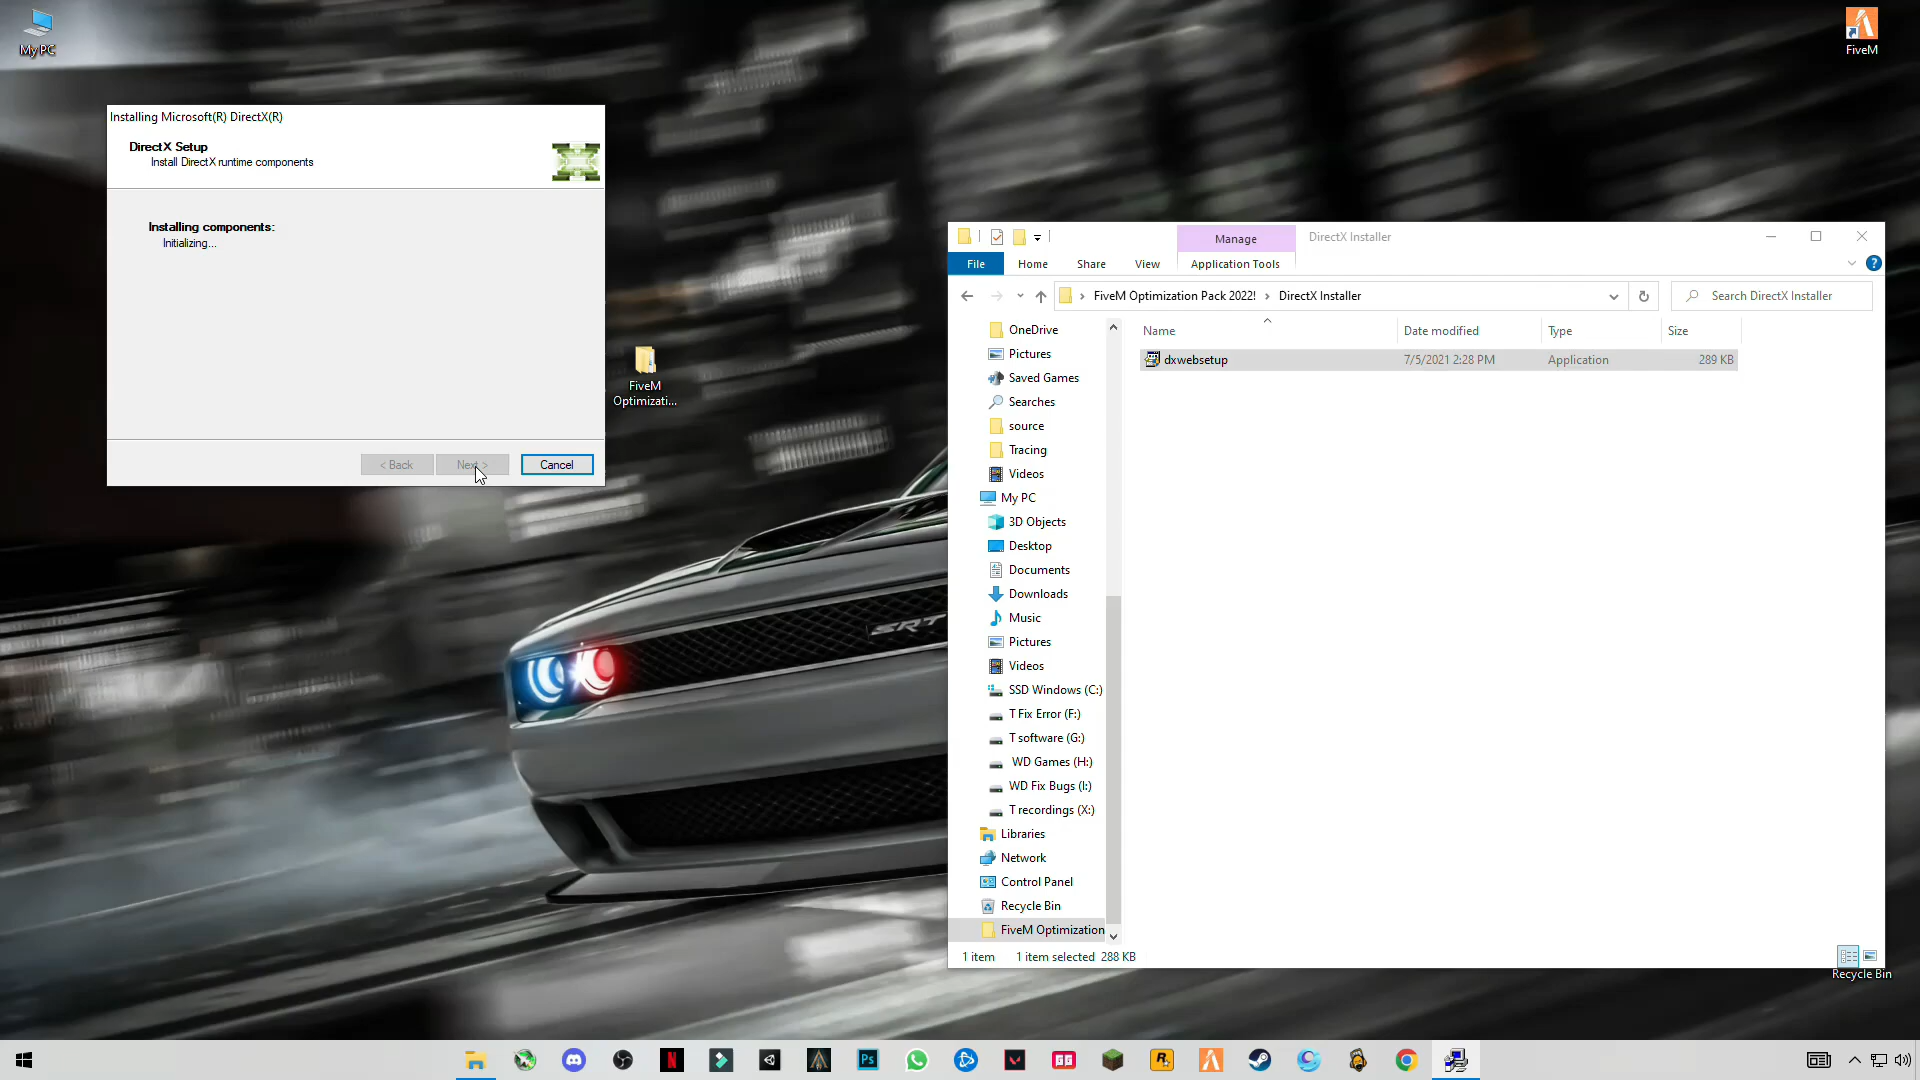 My PC
FiveM
Installing Microsoft(R) DirectX(R)
DirectX Setup
Install DirectX runtime components
Installing components:
Initializing...
< Back
Next >
Cancel
FiveM
Optimizati...
Manage
DirectX Installer
File
Home
Share
View
Application Tools
FiveM Optimization Pack 2022!
DirectX Installer
Search DirectX Installer
Name
Date modified
Type
Size
dxwebsetup
7/5/2021 2:28 PM
Application
289 KB
OneDrive
Pictures
Saved Games
Searches
source
Tracing
Videos
My PC
3D Objects
Desktop
Documents
Downloads
Music
Pictures
Videos
SSD Windows (C:)
T Fix Error (F:)
T software (G:)
WD Games (H:)
WD Fix Bugs (I:)
T recordings (X:)
Libraries
Network
Control Panel
Recycle Bin
FiveM Optimization
1 item
1 item selected 288 KB
Recycle Bin
SRT
N
Ps
R